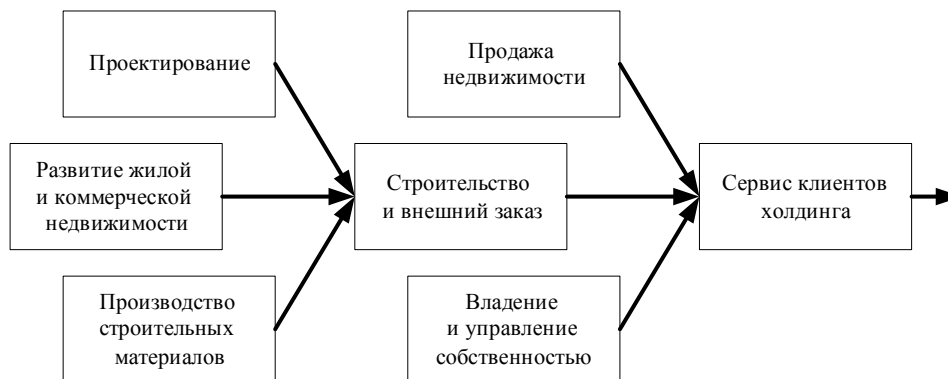 Проектирование
Продажа
недвижимости
Развитие жилой
и коммерческой
недвижимости
Строительство
и внешний заказ
Сервис клиентов
холдинга
Производство
строительных
материалов
Владение
и управление
собственностью